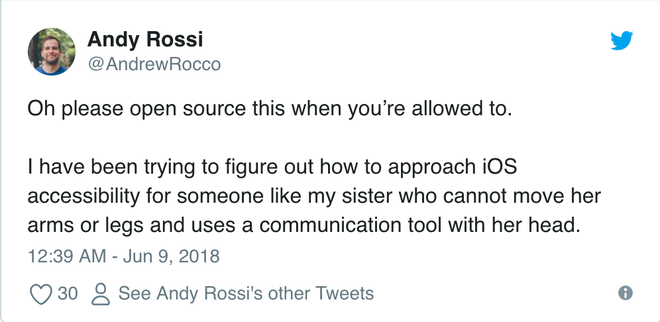 Andy Rossi
@AndrewRocco
Oh please open source this when you’re allowed to.
I have been trying to figure out how to approach iOS
accessibility for someone like my sister who cannot move her
arms or legs and uses a communication tool with her head.
12:39 AM - Jun 9, 2018
30 See Andy Rossi's other Tweets